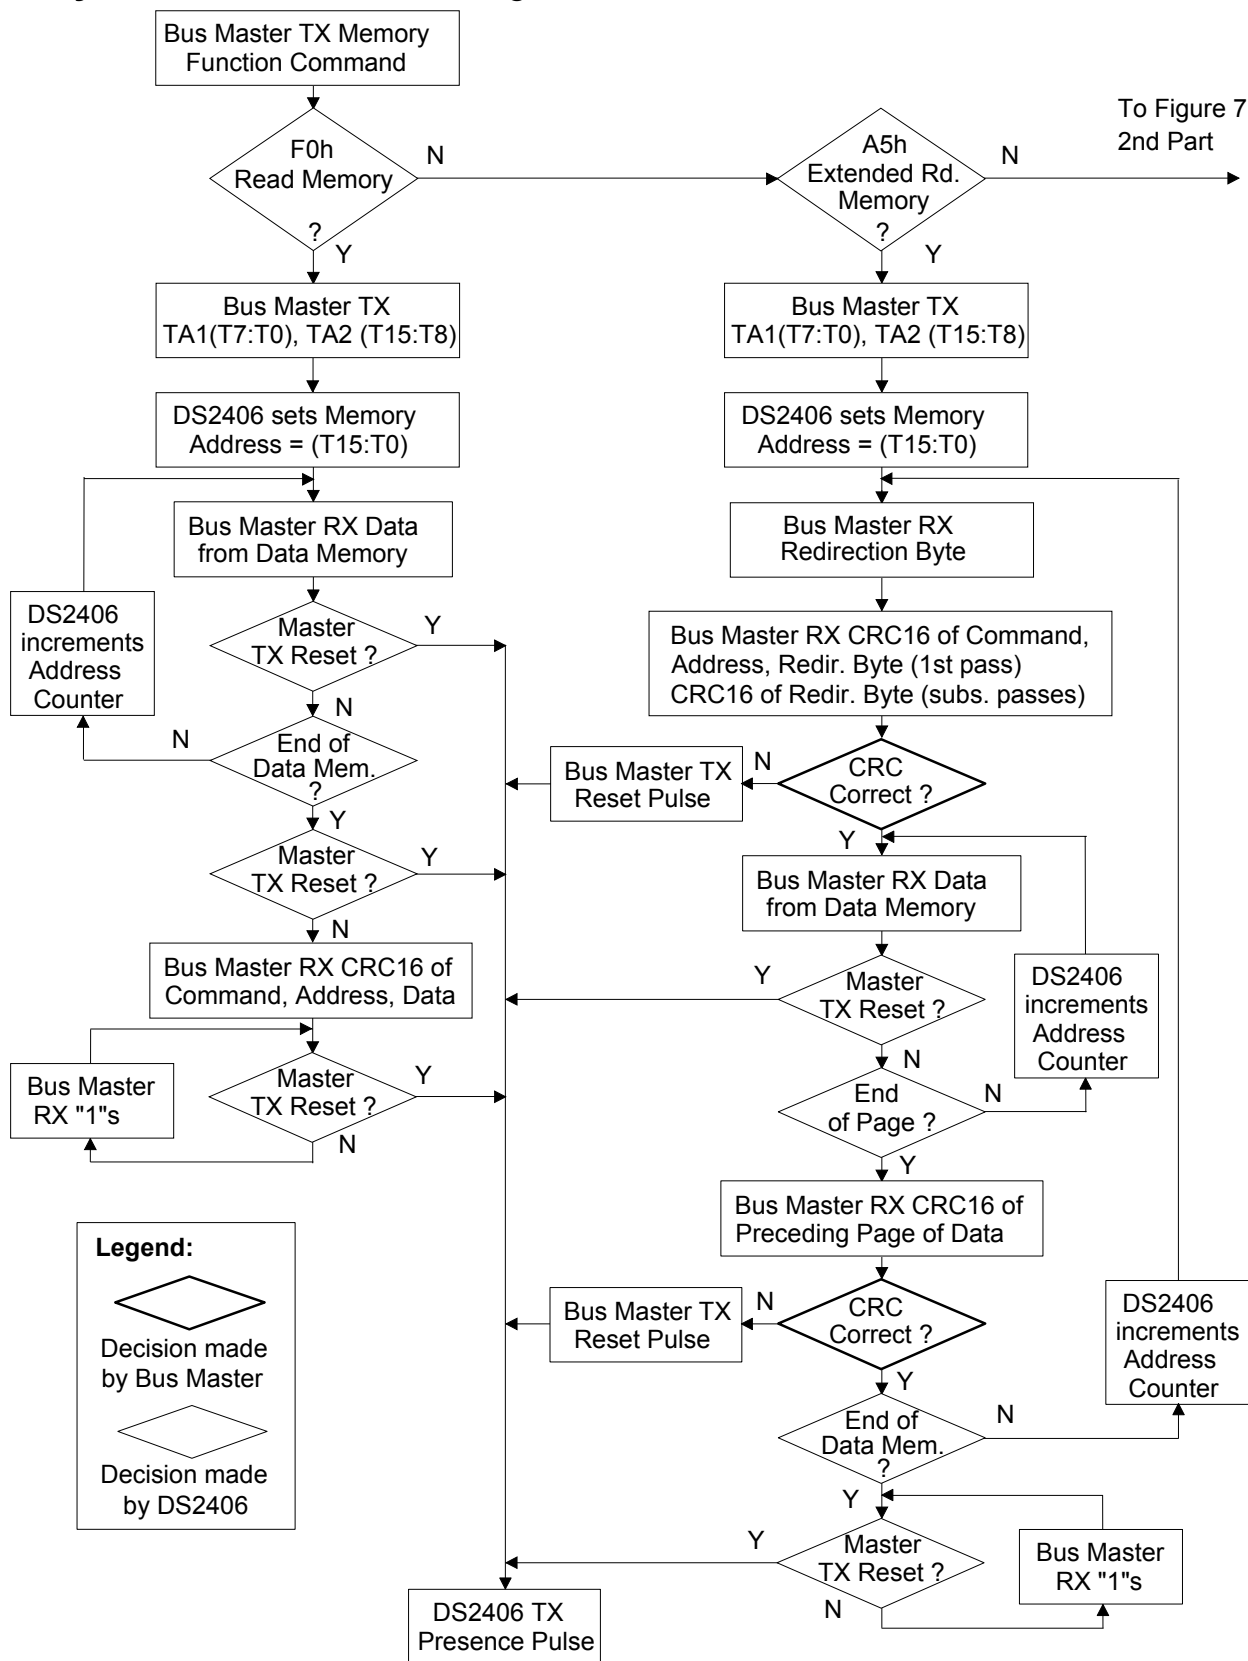 Bus Master TX Memory
Function Command
To Figure 7
2nd Part
F0h
Read Memory
?
N
Y
A5h
Extended Rd.
Memory
?
N
Y
Bus Master TX
TA1(T7:T0), TA2 (T15:T8)
DS2406 sets Memory
Address = (T15:T0)
Bus Master RX Data
from Data Memory
DS2406
increments
Address
Counter
Master
TX Reset ?
Y
N
End of
Data Mem.
?
N
Y
Master
TX Reset ?
Y
N
Bus Master RX CRC16 of
Command, Address, Data
Master
TX Reset ?
Y
N
Bus Master
RX "1"s
Bus Master TX
TA1(T7:T0), TA2 (T15:T8)
DS2406 sets Memory
Address = (T15:T0)
Bus Master RX
Redirection Byte
Bus Master RX CRC16 of Command,
Address, Redir. Byte (1st pass)
CRC16 of Redir. Byte (subs. passes)
CRC
Correct ?
N
Y
Bus Master TX
Reset Pulse
Bus Master RX Data
from Data Memory
Master
TX Reset ?
Y
N
DS2406
increments
Address
Counter
End
of Page ?
N
Y
Bus Master RX CRC16 of
Preceding Page of Data
CRC
Correct ?
N
Y
Bus Master TX
Reset Pulse
DS2406
increments
Address
Counter
End of
Data Mem.
?
N
Y
Master
TX Reset ?
Y
N
Bus Master
RX "1"s
DS2406 TX
Presence Pulse
Legend:
Decision made
by Bus Master
Decision made
by DS2406